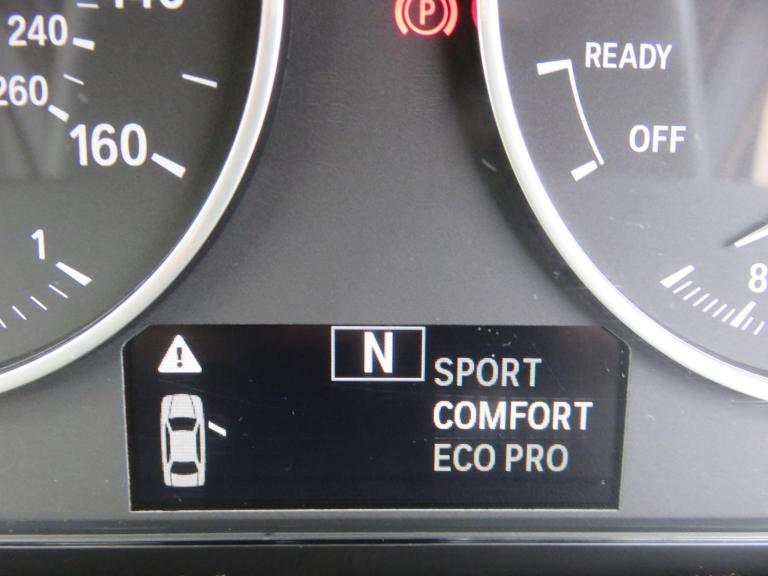 240
260
160
1
P
READY
OFF
8
!
N
SPORT
COMFORT
ECO PRO